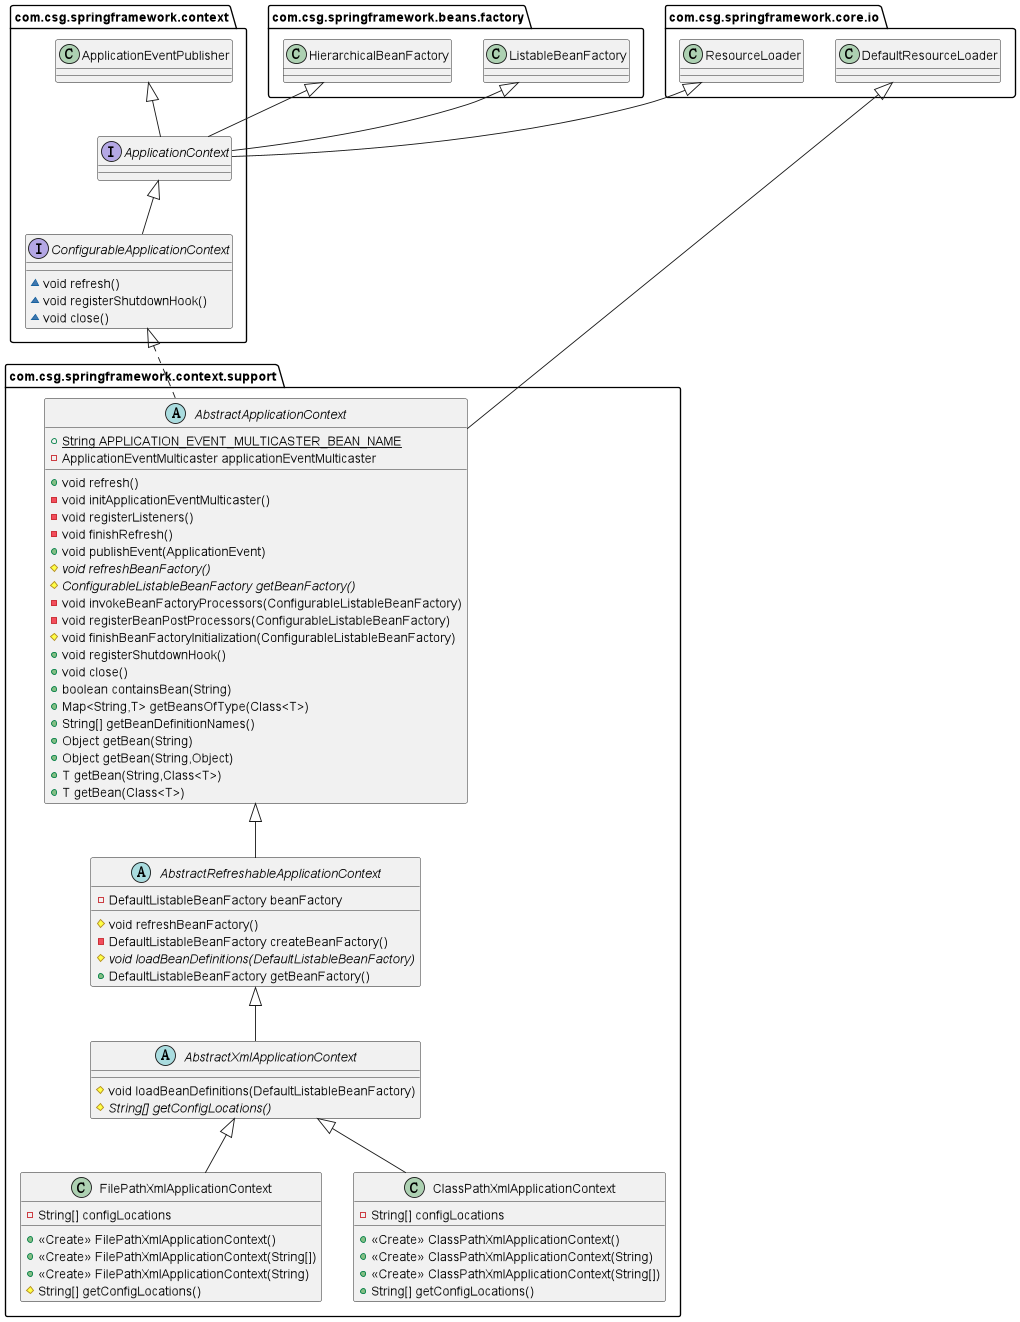 com.csg.springframework.context
C ApplicationEventPublisher
I ApplicationContext
I ConfigurableApplicationContext
void refresh()
void registerShutdownHook()
void close()
com.csg.springframework.beans.factory
C HierarchicalBeanFactory
C ListableBeanFactory
com.csg.springframework.core.io
C ResourceLoader
C DefaultResourceLoader
com.csg.springframework.context.support
A AbstractApplicationContext
String APPLICATION_EVENT_MULTICASTER_BEAN_NAME
ApplicationEventMulticaster applicationEventMulticaster
void refresh()
void initApplicationEventMulticaster()
void registerListeners()
void finishRefresh()
void publishEvent(ApplicationEvent)
void refreshBeanFactory()
ConfigurableListableBeanFactory getBeanFactory()
void invokeBeanFactoryProcessors(ConfigurableListableBeanFactory)
void registerBeanPostProcessors(ConfigurableListableBeanFactory)
void finishBeanFactoryInitialization(ConfigurableListableBeanFactory)
void registerShutdownHook()
void close()
boolean containsBean(String)
Map<String,T> getBeansOfType(Class<T>)
String[] getBeanDefinitionNames()
Object getBean(String)
Object getBean(String,Object)
T getBean(String,Class<T>)
T getBean(Class<T>)
A AbstractRefreshableApplicationContext
DefaultListableBeanFactory beanFactory
void refreshBeanFactory()
DefaultListableBeanFactory createBeanFactory()
void loadBeanDefinitions(DefaultListableBeanFactory)
DefaultListableBeanFactory getBeanFactory()
A AbstractXmlApplicationContext
void loadBeanDefinitions(DefaultListableBeanFactory)
String[] getConfigLocations()
C FilePathXmlApplicationContext
String[] configLocations
«Create» FilePathXmlApplicationContext()
«Create» FilePathXmlApplicationContext(String[])
«Create» FilePathXmlApplicationContext(String)
String[] getConfigLocations()
C ClassPathXmlApplicationContext
String[] configLocations
«Create» ClassPathXmlApplicationContext()
«Create» ClassPathXmlApplicationContext(String)
«Create» ClassPathXmlApplicationContext(String[])
String[] getConfigLocations()